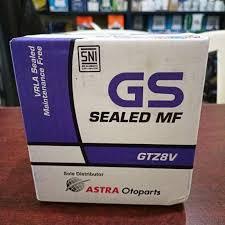 VRLA Sealed
Maintenance Free
SNI
GS
SEALED MF
GTZ8V
Sole Distributor
ASTRA Otoparts